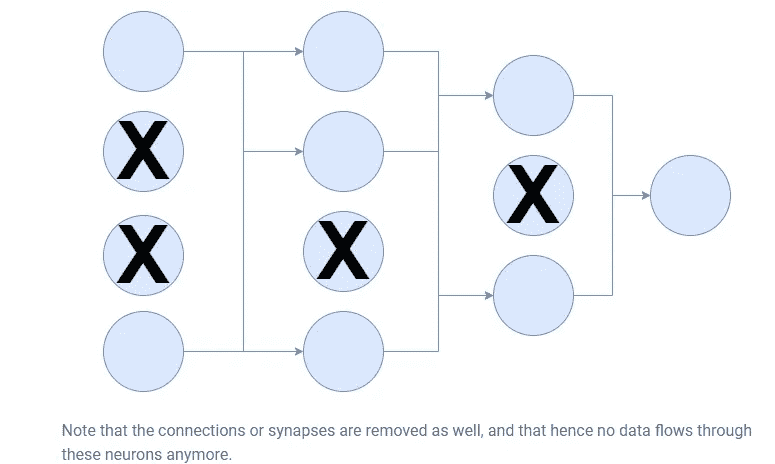 X
X
X
X
Note that the connections or synapses are removed as well, and that hence no data flows through
these neurons anymore.